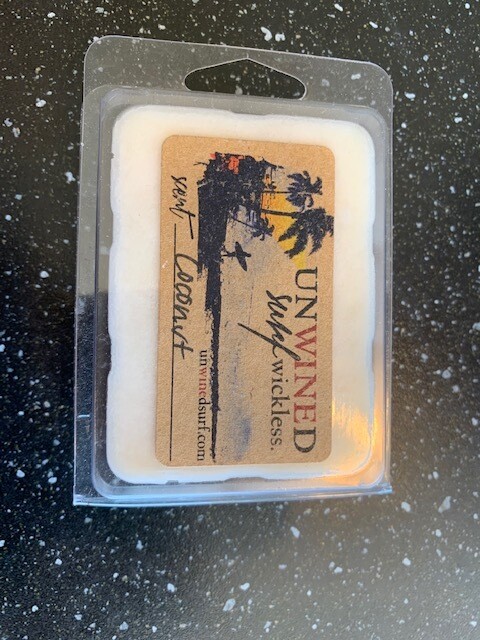 UNWINED
surf wickless.
unwinedsurf.com
scent Coconut